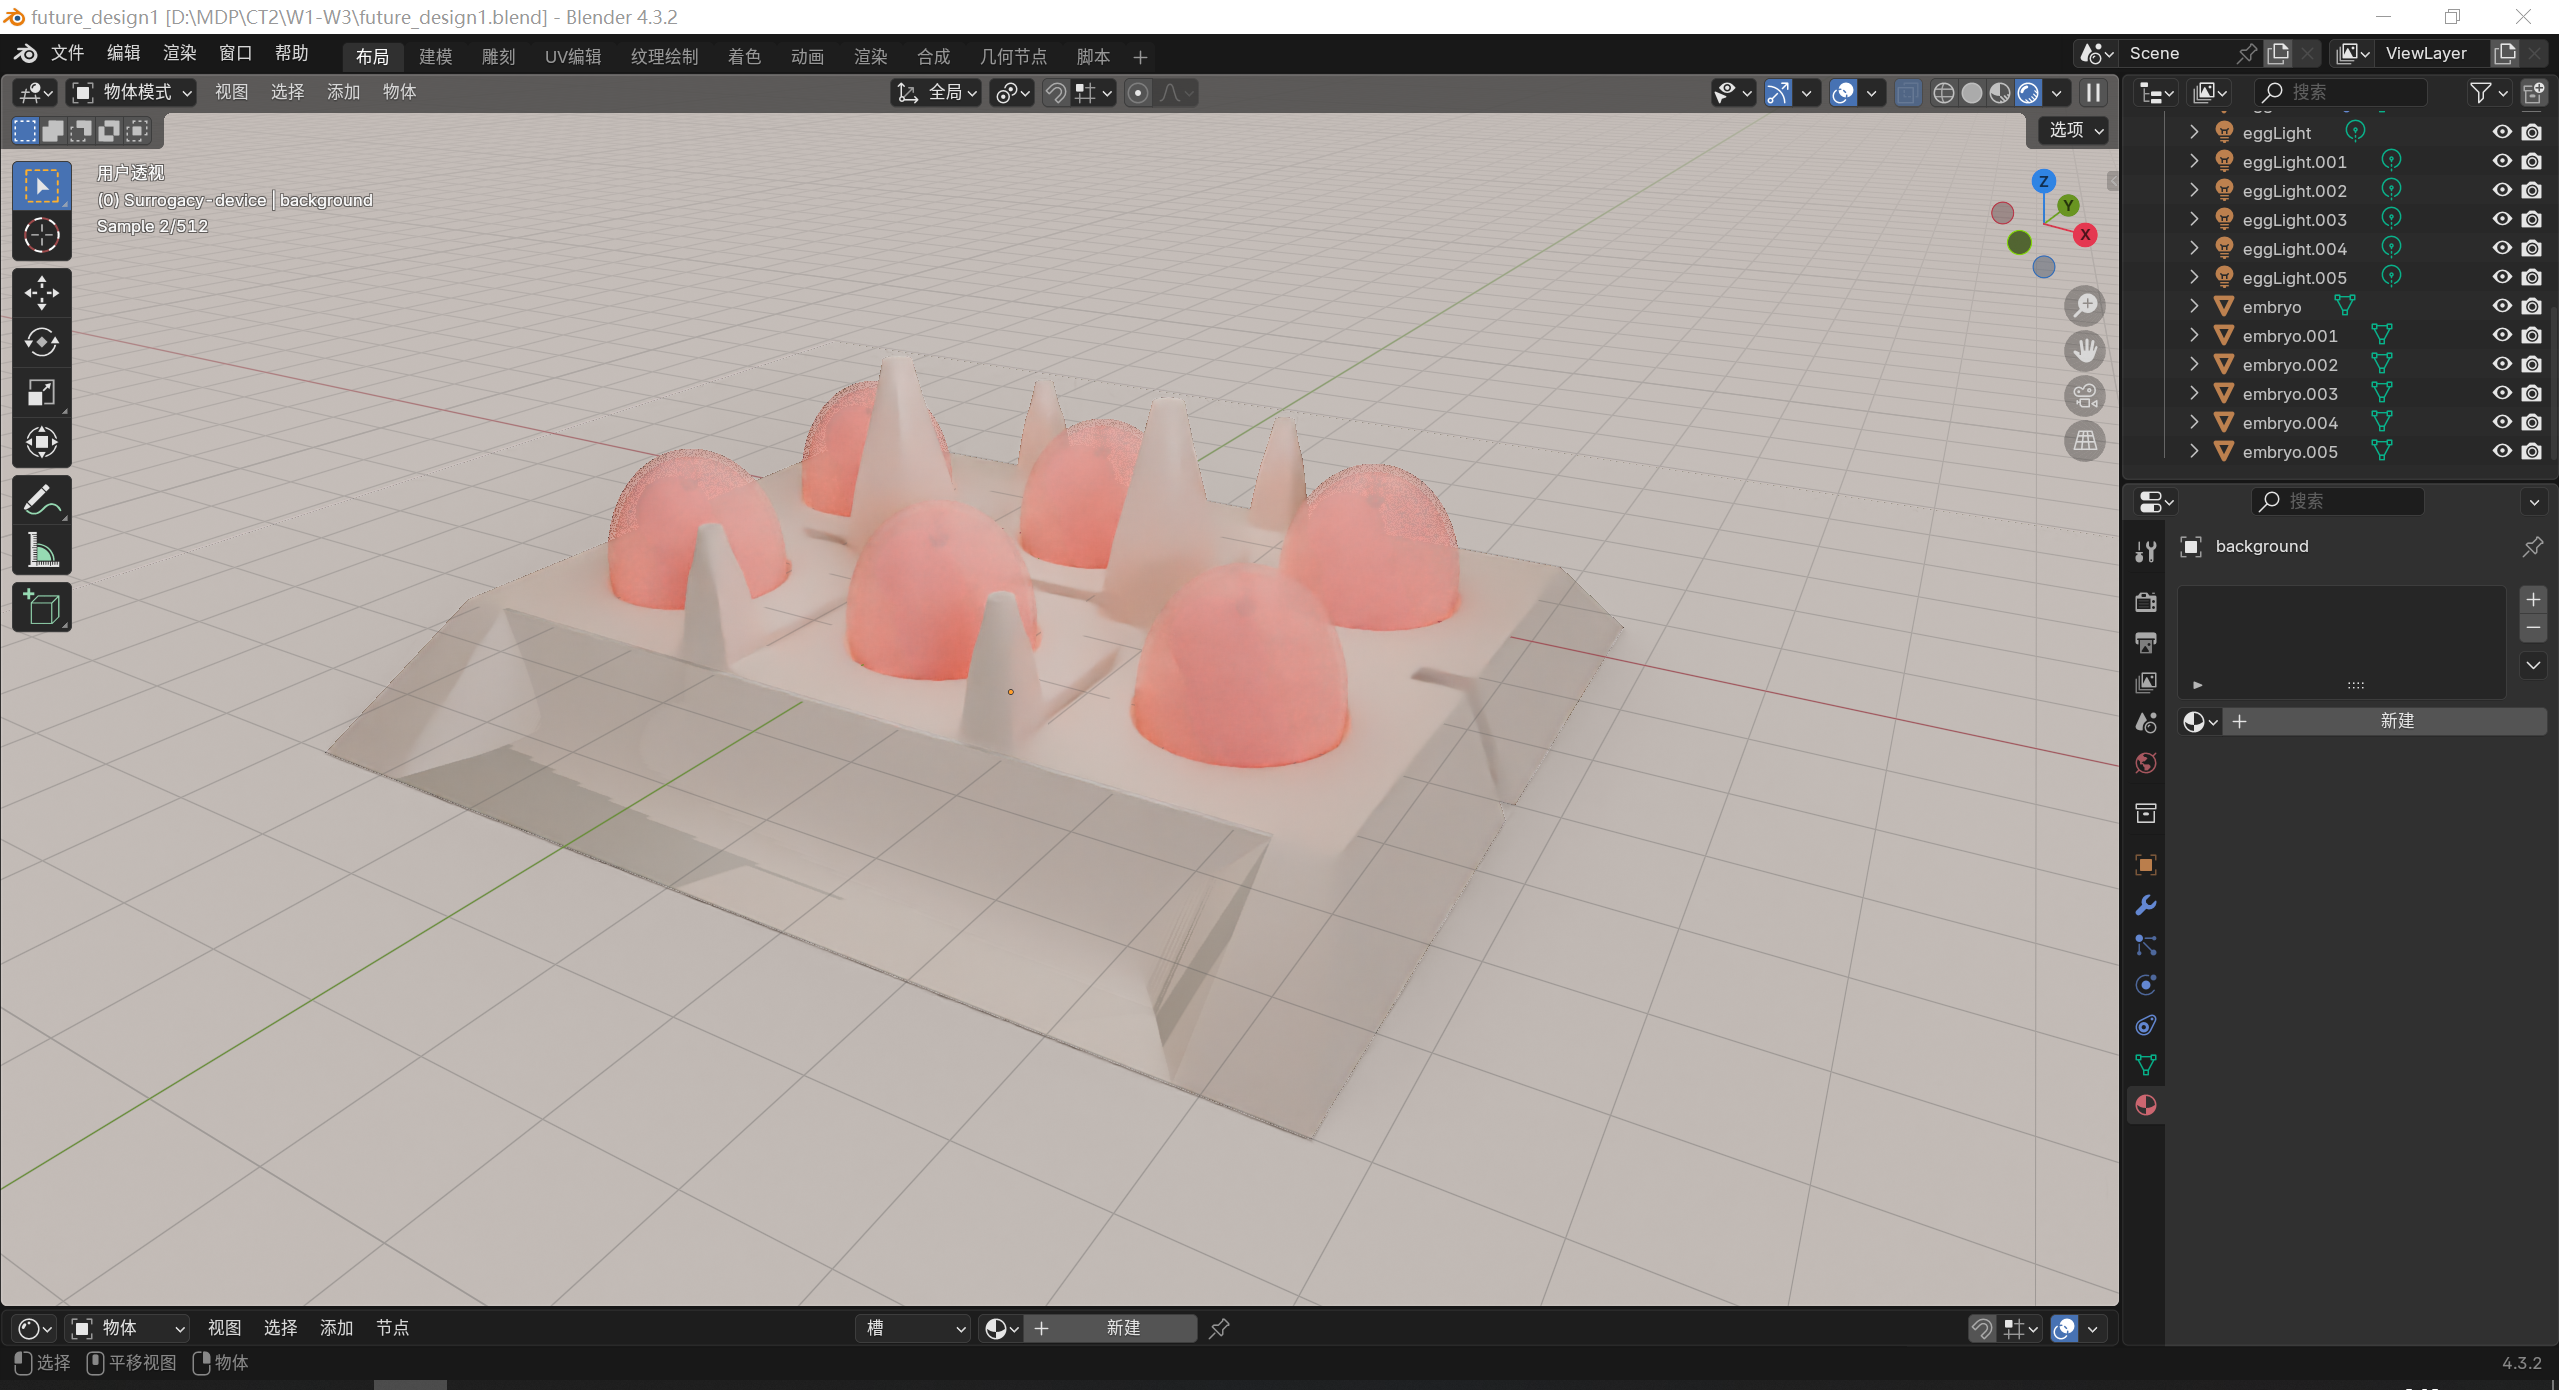 future_design1 [D:\MDP\CT2\W1-W3\future_design1.blend] - Blender 4.3.2
文件 编辑 渲染 窗口 帮助 布局 建模 雕刻 UV编辑 纹理绘制 着色 动画 渲染 合成 几何节点 脚本 + Scene ViewLayer
物体模式 视图 选择 添加 物体 全局 搜索
选项
用户透视
(0) Surrogacy-device | background
Sample 2/512
Z
Y
X
eggLight
eggLight.001
eggLight.002
eggLight.003
eggLight.004
eggLight.005
embryo
embryo.001
embryo.002
embryo.003
embryo.004
embryo.005
搜索
background
新建
物体 视图 选择 添加 节点 槽 新建
选择 平移视图 物体 4.3.2